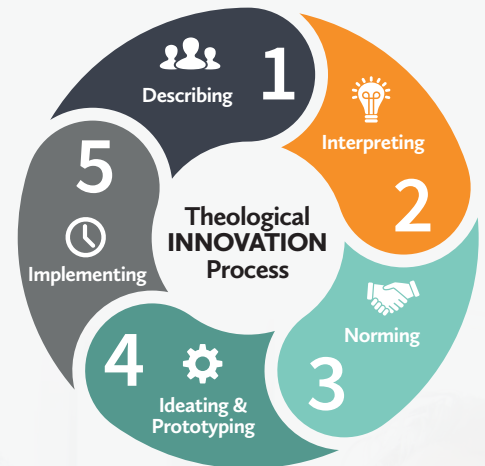 Theological
INNOVATION
Process
1
Describing
2
Interpreting
3
Norming
4
Ideating &
Prototyping
5
Implementing